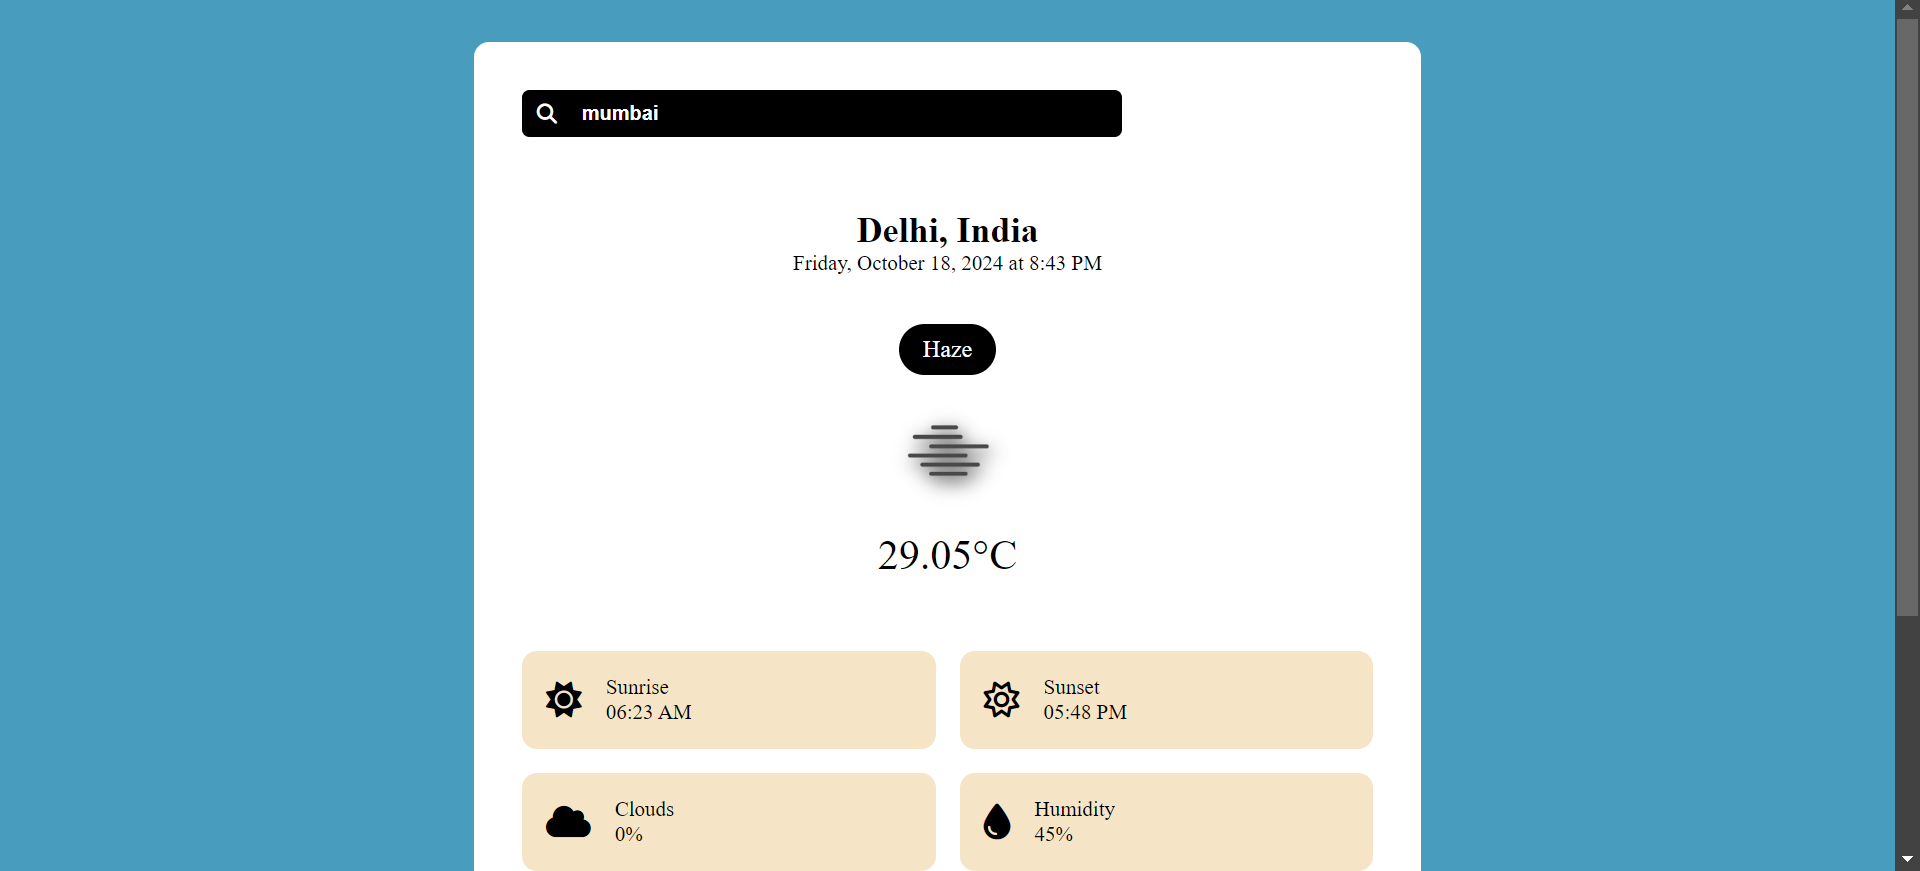 mumbai
Delhi, India
Friday, October 18, 2024 at 8:43 PM
Haze
29.05°C
Sunrise
06:23 AM
Sunset
05:48 PM
Clouds
0%
Humidity
45%